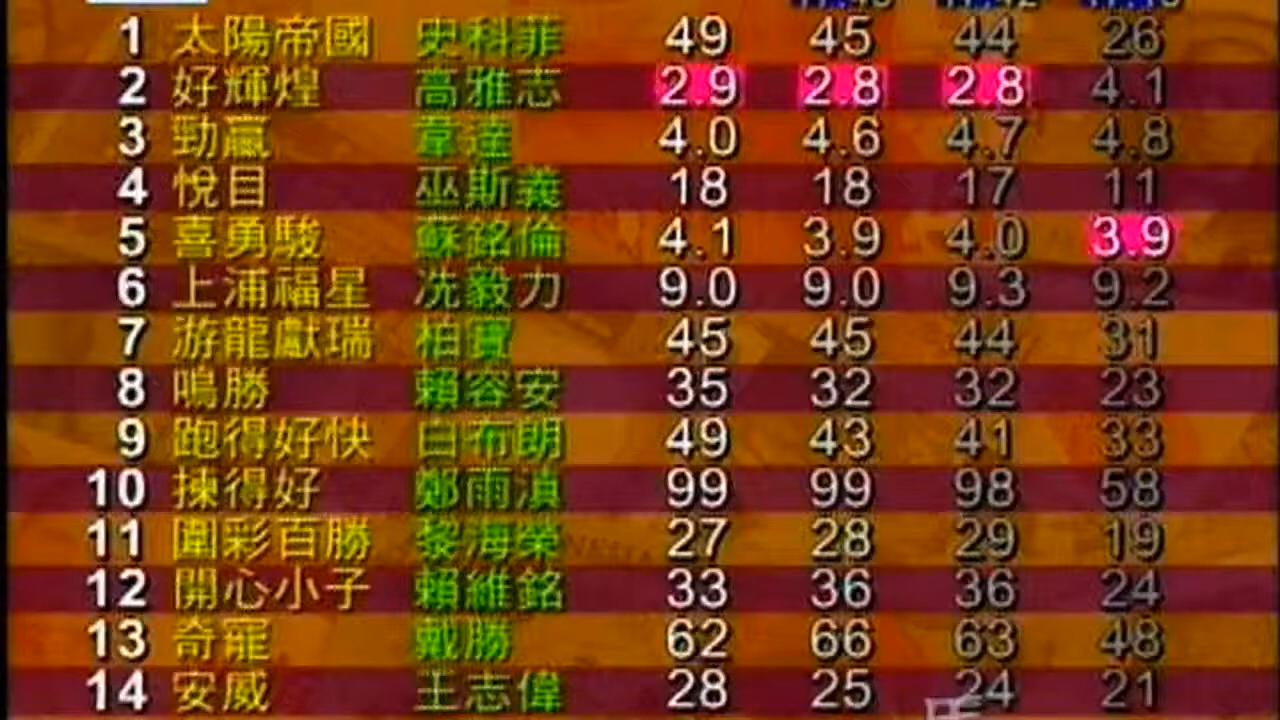 1 太陽帝國 史科菲 49 45 44 26
2 好輝煌 高雅志 2.9 2.8 2.8 4.1
3 勁贏 韋達 4.0 4.6 4.7 4.8
4 悅目 巫斯義 18 18 17 11
5 喜勇駿 蘇銘倫 4.1 3.9 4.0 3.9
6 上浦福星 冼毅力 9.0 9.0 9.3 9.2
7 游龍獻瑞 柏寶 45 45 44 31
8 鳴勝 賴容安 35 32 32 23
9 跑得好快 白布朗 49 43 41 33
10 揀得好 鄭雨滇 99 99 98 58
11 圍彩百勝 黎海榮 27 28 29 19
12 開心小子 賴維銘 33 36 36 24
13 奇寵 戴勝 62 66 63 48
14 安威 王志偉 28 25 24 21